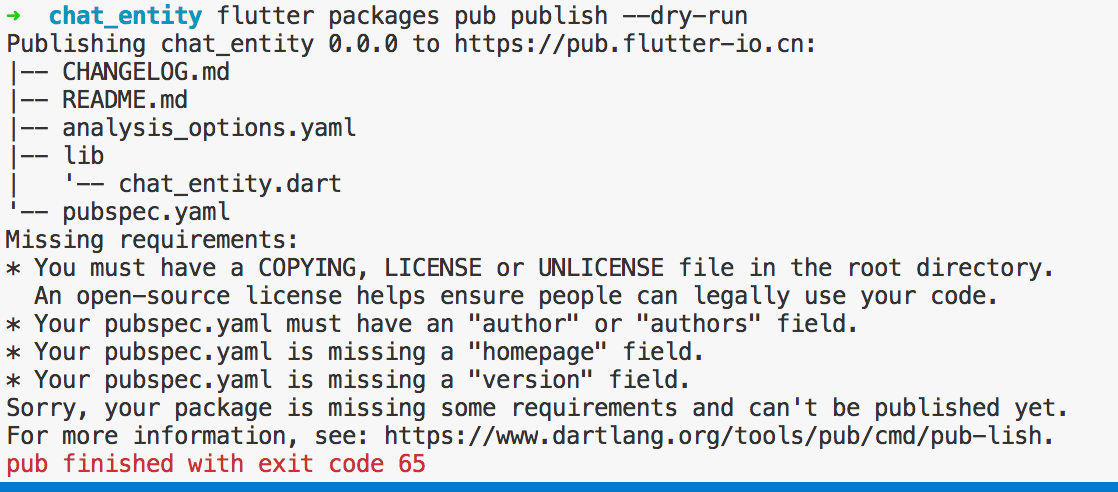 → chat_entity flutter packages pub publish --dry-run
Publishing chat_entity 0.0.0 to https://pub.flutter-io.cn:
|-- CHANGELOG.md
|-- README.md
|-- analysis_options.yaml
|-- lib
|   '-- chat_entity.dart
'-- pubspec.yaml
Missing requirements:
* You must have a COPYING, LICENSE or UNLICENSE file in the root directory.
  An open-source license helps ensure people can legally use your code.
* Your pubspec.yaml must have an "author" or "authors" field.
* Your pubspec.yaml is missing a "homepage" field.
* Your pubspec.yaml is missing a "version" field.
Sorry, your package is missing some requirements and can't be published yet.
For more information, see: https://www.dartlang.org/tools/pub/cmd/pub-lish.
pub finished with exit code 65